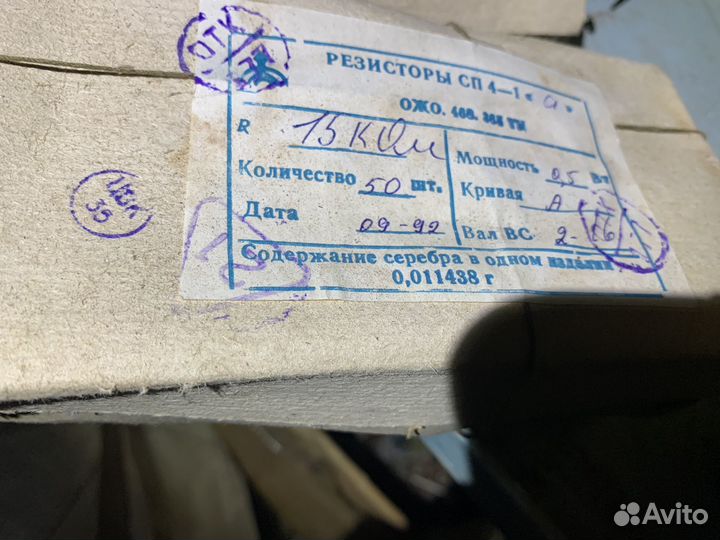 РЕЗИСТОРЫ СП 4—1 « а »
ОЖО. 468. ТУ
R 15 КОм
Мощность 0,5 Вт
Количество 50 шт.
Кривая А
Дата 09-92
Вал ВС 2-
Содержание серебра в одном изделии
0,011438 г
ОТК
35
Avito